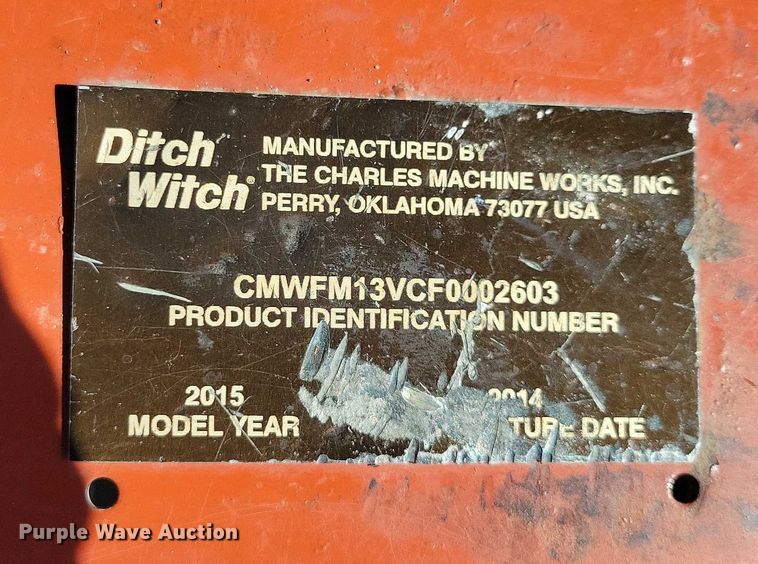 Ditch Witch®
MANUFACTURED BY
THE CHARLES MACHINE WORKS, INC.
PERRY, OKLAHOMA 73077 USA
CMWFM13VCF0002603
PRODUCT IDENTIFICATION NUMBER
2015
MODEL YEAR
2014
DATE
Purple Wave Auction